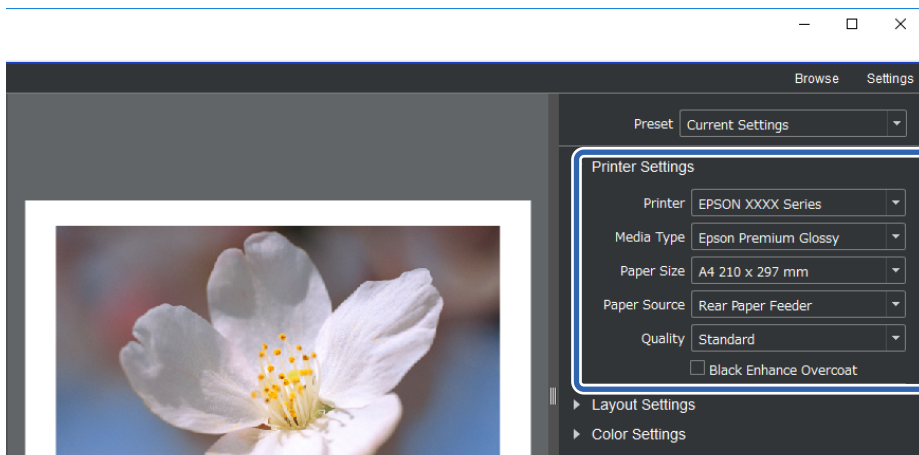 Browse Settings
Preset Current Settings
Printer Settings
Printer EPSON XXXX Series
Media Type Epson Premium Glossy
Paper Size A4 210 x 297 mm
Paper Source Rear Paper Feeder
Quality Standard
Black Enhance Overcoat
Layout Settings
Color Settings